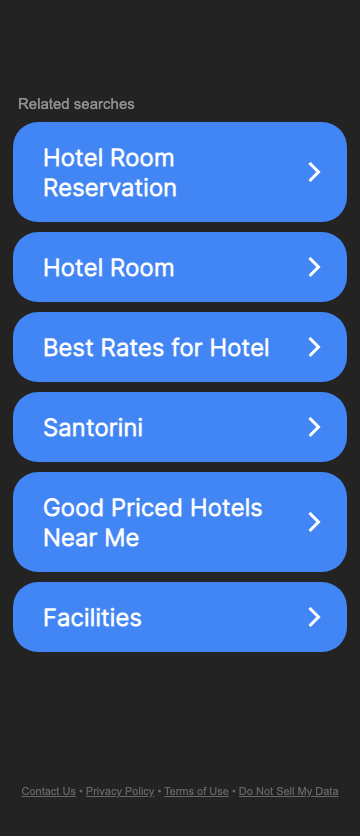 Related searches
Hotel Room
Reservation
Hotel Room
Best Rates for Hotel
Santorini
Good Priced Hotels
Near Me
Facilities
Contact Us • Privacy Policy • Terms of Use • Do Not Sell My Data